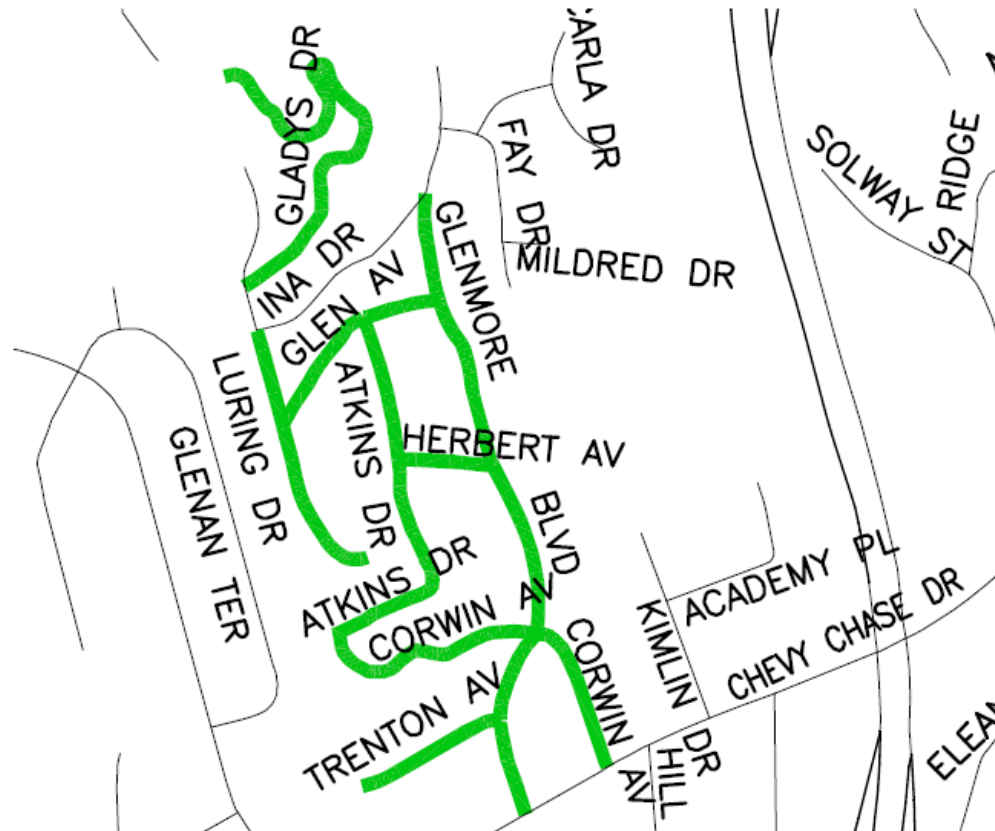 GLADYS DR
CARLA DR
FAY DR
SOLWAY ST
RIDGE
INA DR
GLEN AV
GLENMORE
MILDRED DR
LURING DR
ATKINS DR
HERBERT AV
GLENAN TER
BLVD
ATKINS DR
CORWIN AV
ACADEMY PL
KIMLIN DR
CHEVY CHASE DR
CORWIN AV
TRENTON AV
HILL
ELEAN